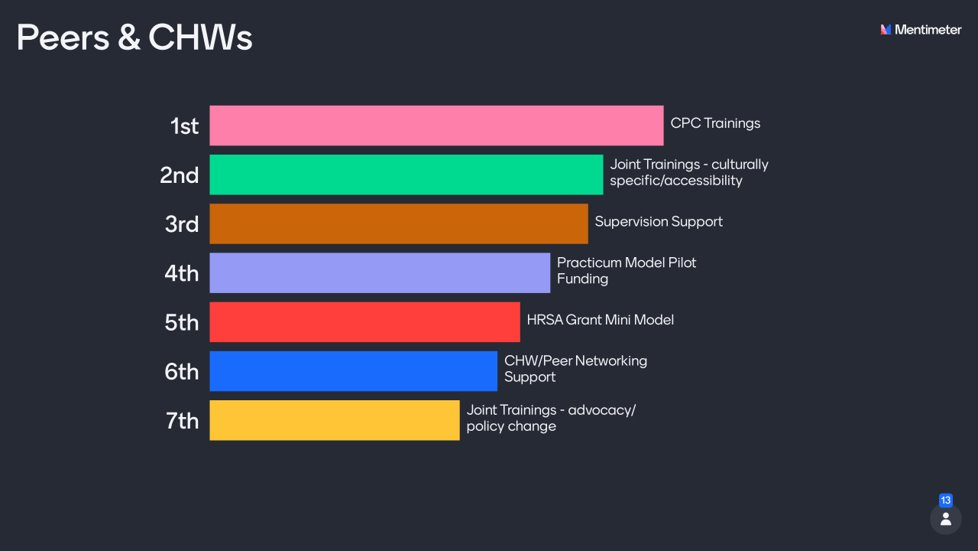 Peers & CHWs
Mentimeter
1st
CPC Trainings
2nd
Joint Trainings - culturally
specific/accessibility
3rd
Supervision Support
4th
Practicum Model Pilot
Funding
5th
HRSA Grant Mini Model
6th
CHW/Peer Networking
Support
7th
Joint Trainings - advocacy/
policy change
13